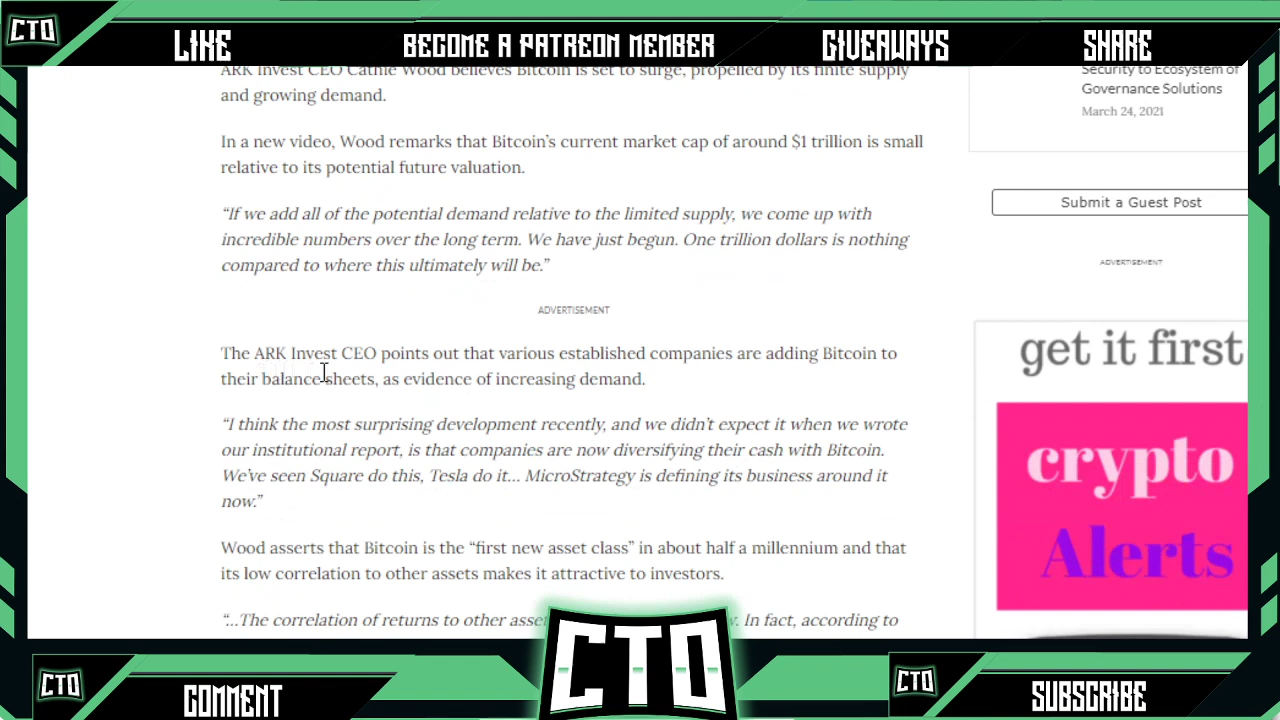 CTO
LIKE
BECOME A PATREON MEMBER
GIVEAWAYS
SHARE
ARK Invest CEO Cathie Wood believes Bitcoin is set to surge, propelled by its finite supply
and growing demand.
In a new video, Wood remarks that Bitcoin’s current market cap of around $1 trillion is small
relative to its potential future valuation.
“If we add all of the potential demand relative to the limited supply, we come up with
incredible numbers over the long term. We have just begun. One trillion dollars is nothing
compared to where this ultimately will be.”
ADVERTISEMENT
The ARK Invest CEO points out that various established companies are adding Bitcoin to
their balance sheets, as evidence of increasing demand.
“I think the most surprising development recently, and we didn’t expect it when we wrote
our institutional report, is that companies are now diversifying their cash with Bitcoin.
We’ve seen Square do this, Tesla do it… MicroStrategy is defining its business around it
now.”
Wood asserts that Bitcoin is the “first new asset class” in about half a millennium and that
its low correlation to other assets makes it attractive to investors.
“…The correlation of returns to other In fact, according to
Security to Ecosystem of
Governance Solutions
March 24, 2021
Submit a Guest Post
ADVERTISEMENT
get it first
crypto
Alerts
CTO
COMMENT
CTO
CTO
SUBSCRIBE